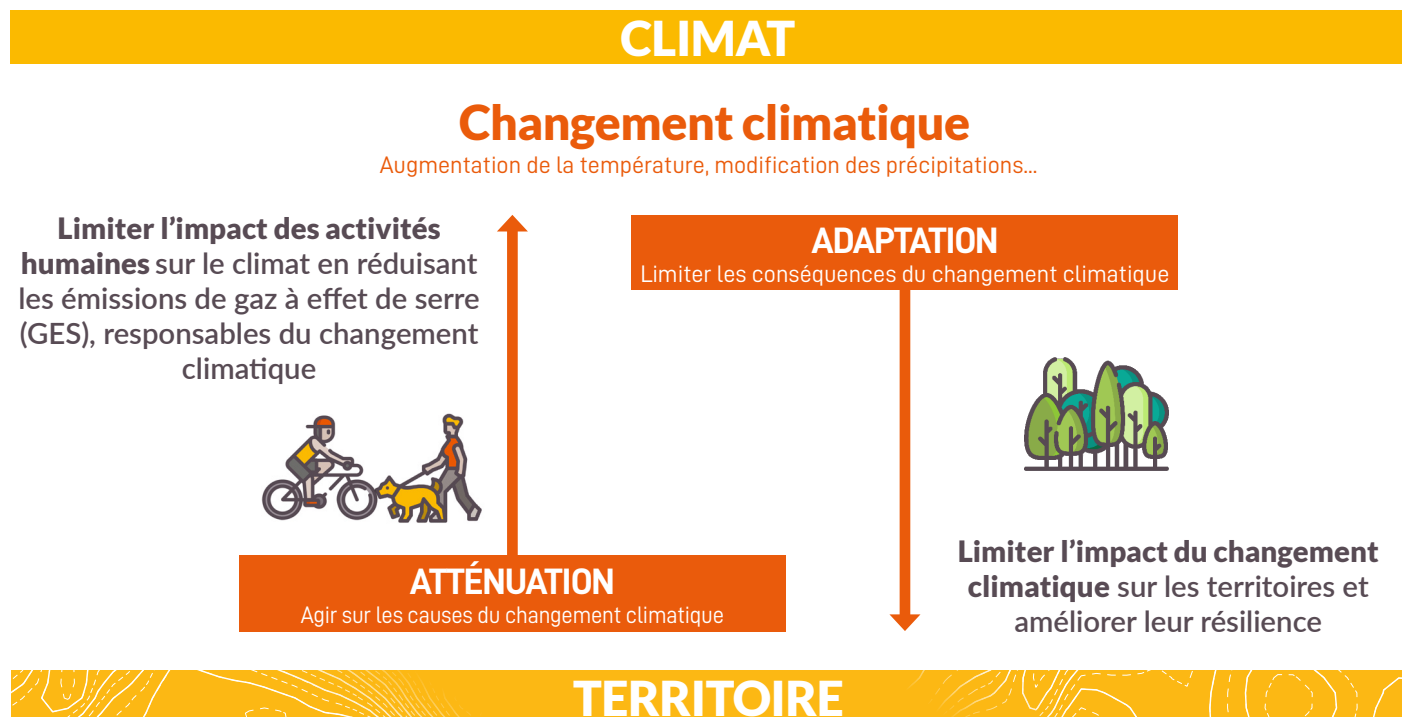 CLIMAT
Changement climatique
Augmentation de la température, modification des précipitations...
Limiter l’impact des activités
humaines sur le climat en réduisant
les émissions de gaz à effet de serre
(GES), responsables du changement
climatique
ADAPTATION
Limiter les conséquences du changement climatique
ATTÉNUATION
Agir sur les causes du changement climatique
Limiter l’impact du changement
climatique sur les territoires et
améliorer leur résilience
TERRITOIRE